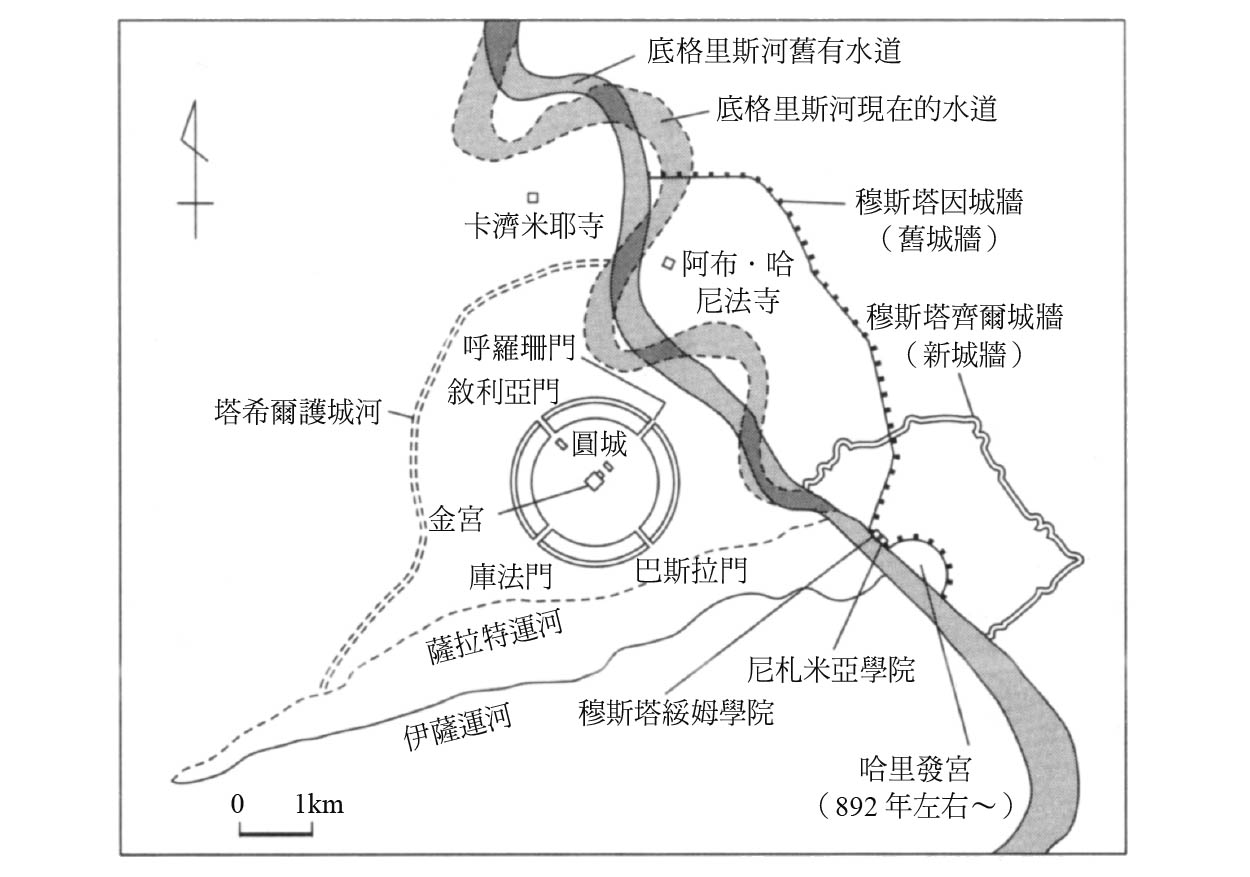 底格里斯河舊有水道
底格里斯河現在的水道
穆斯塔因城牆
（舊城牆）
卡濟米耶寺
阿布·哈
尼法寺
穆斯塔齊爾城牆
（新城牆）
呼羅珊門
敘利亞門
塔希爾護城河
圓城
金宮
庫法門
巴斯拉門
薩拉特運河
伊薩運河
尼札米亞學院
穆斯塔綏姆學院
哈里發宮
（892 年左右～）
0 1km